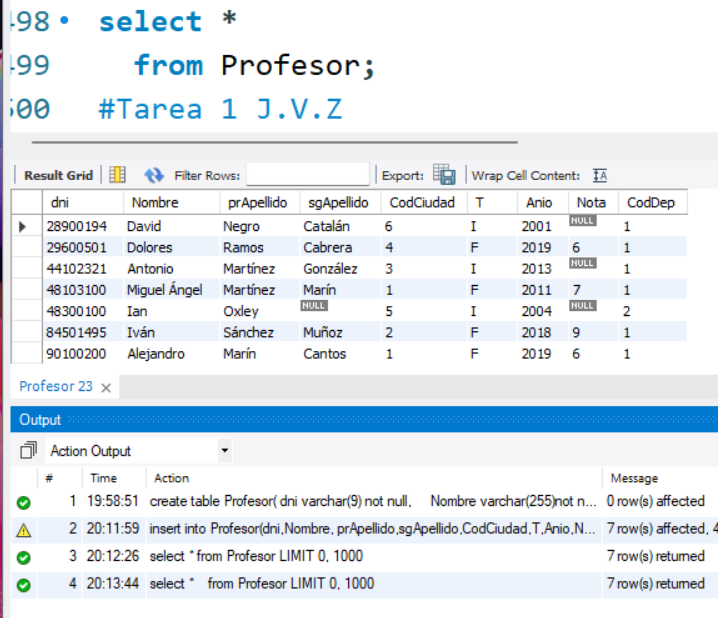 498 select *
499 from Profesor;
500 #Tarea 1 J.V.Z
Result Grid Filter Rows: Export: Wrap Cell Content: IA
dni Nombre prApellido sgApellido CodCiudad T Anio Nota CodDep
28900194 David Negro Catalán 6 I 2001 NULL 1
29600501 Dolores Ramos Cabrera 4 F 2019 6 1
44102321 Antonio Martínez González 3 I 2013 NULL 1
48103100 Miguel Ángel Martínez Marín 1 F 2011 7 1
48300100 Ian Oxley NULL 5 I 2004 NULL 2
84501495 Iván Sánchez Muñoz 2 F 2018 9 1
90100200 Alejandro Marín Cantos 1 F 2019 6 1
Profesor 23 ×
Output
Action Output
# Time Action Message
1 19:58:51 create table Profesor( dni varchar(9) not null, Nombre varchar(255)not n... 0 row(s) affected
2 20:11:59 insert into Profesor(dni,Nombre, prApellido,sgApellido,CodCiudad,T,Anio,N... 7 row(s) affected, 4
3 20:12:26 select * from Profesor LIMIT 0, 1000 7 row(s) returned
4 20:13:44 select * from Profesor LIMIT 0, 1000 7 row(s) returned